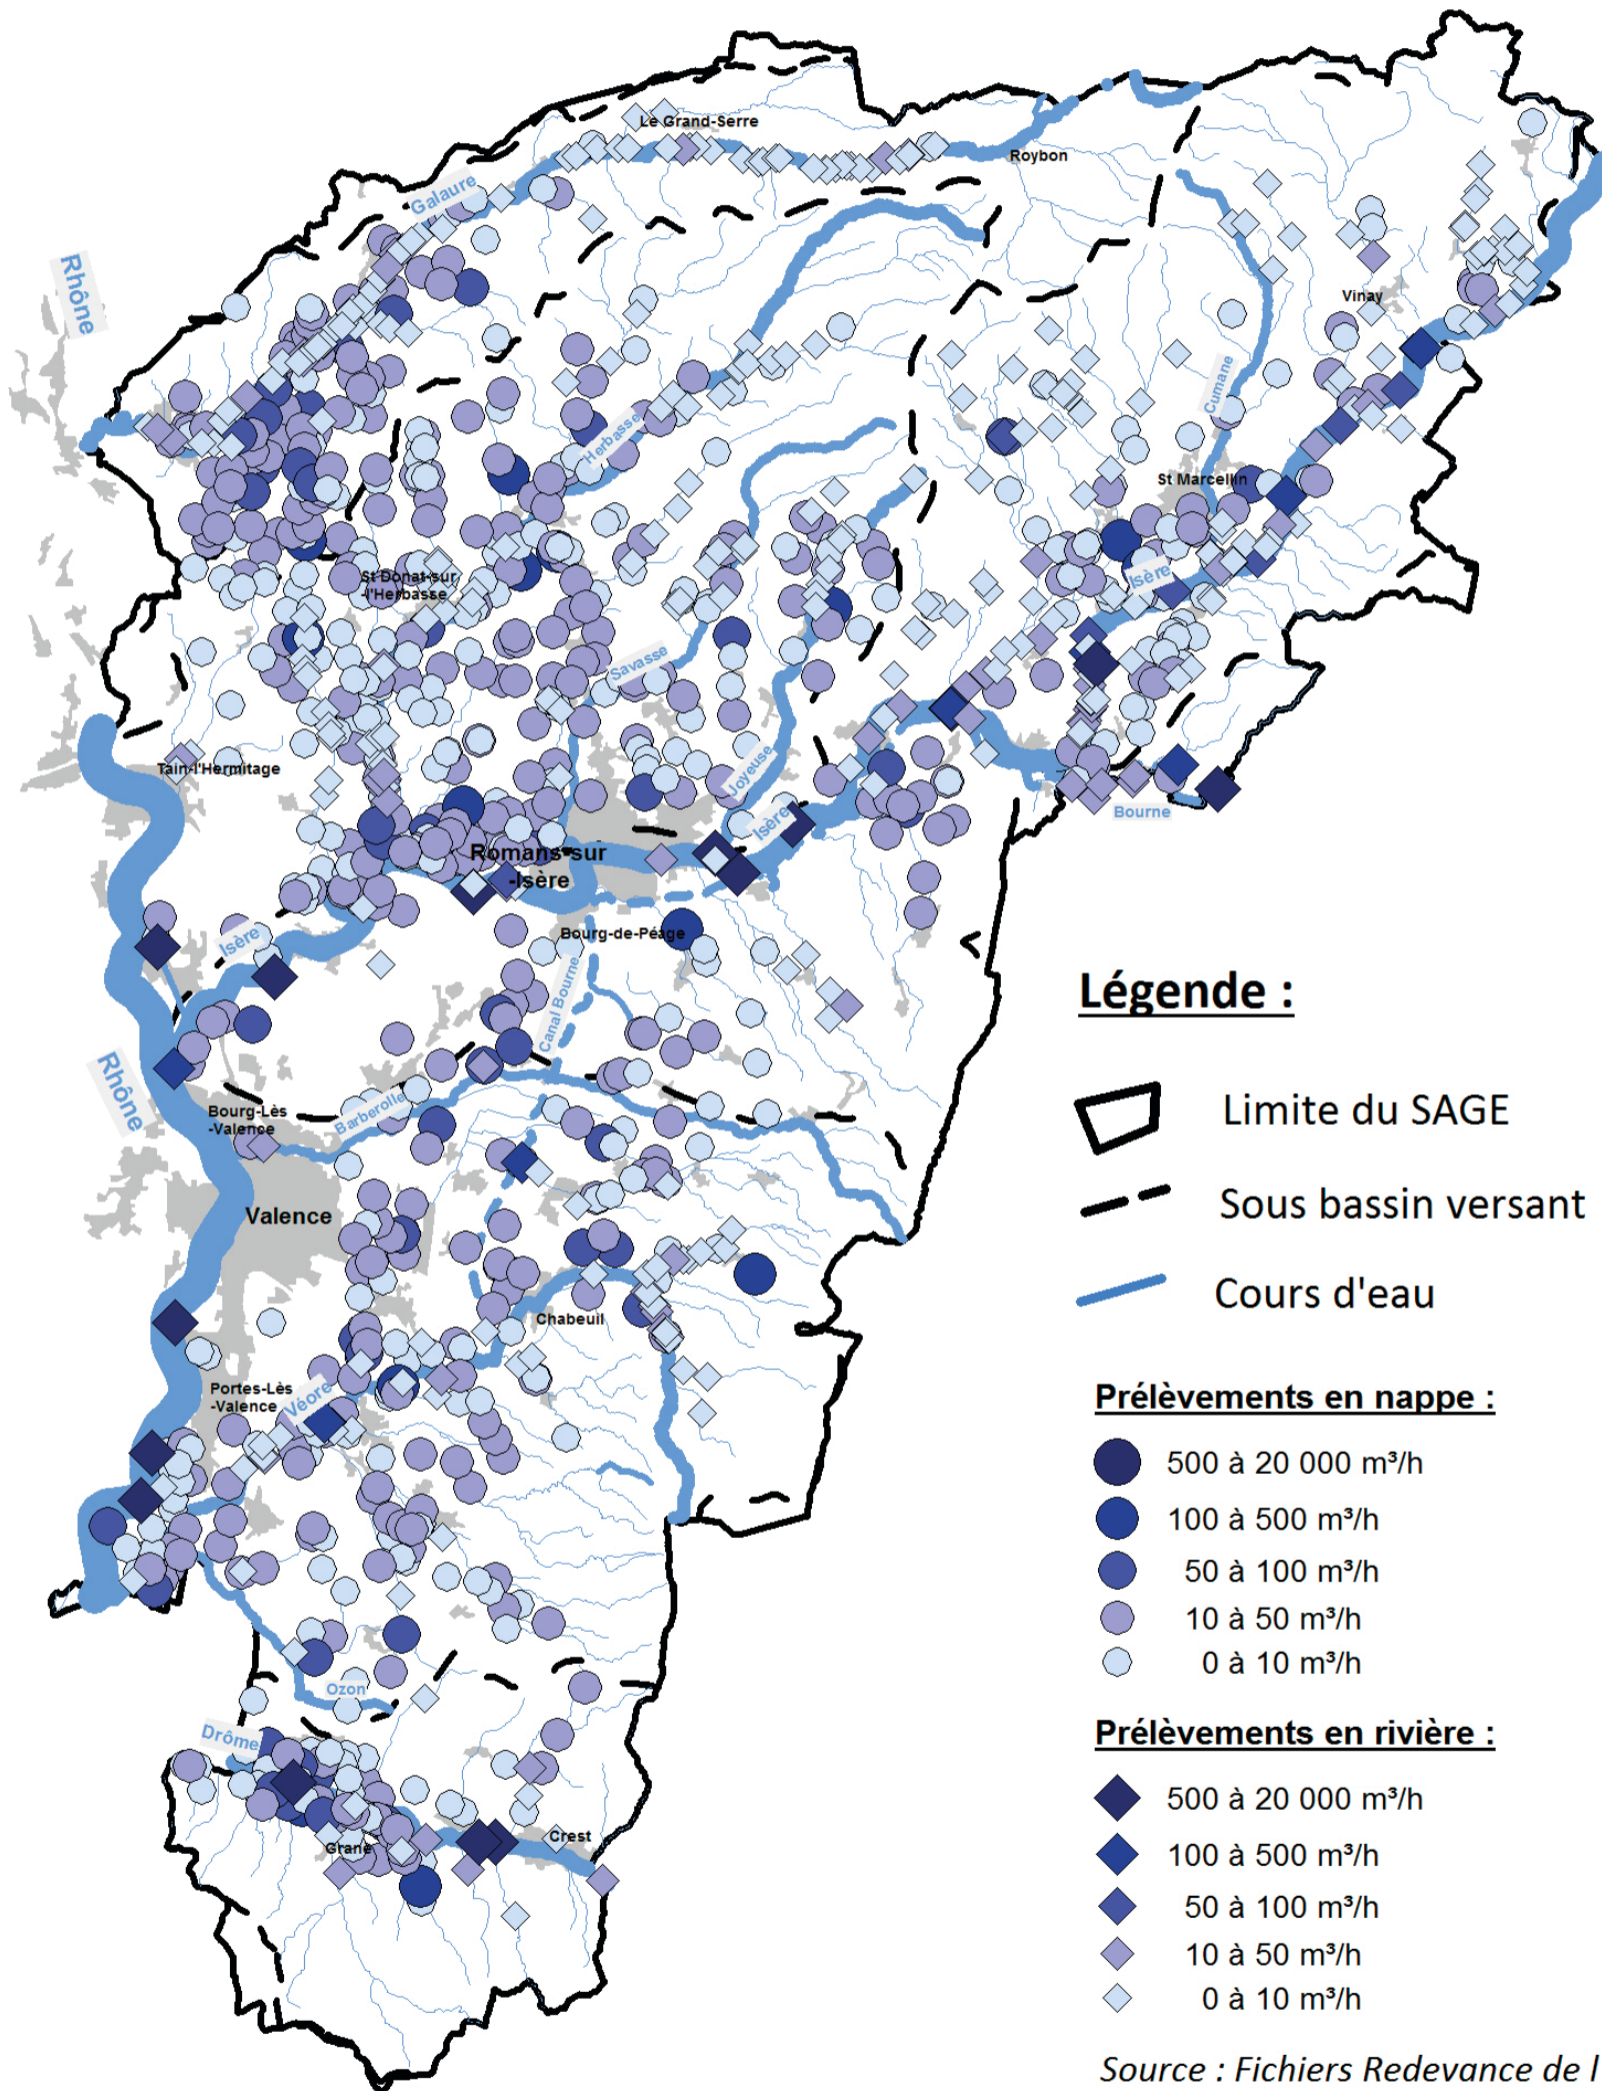 Le Grand-Serre
Roybon
Galaure
Rhône
Vinay
Cumane
Herbasse
St Marcellin
St Donat-sur
-l'Herbasse
Isère
Savasse
Tain-l'Hermitage
Joyeuse
Bourne
Isère
Romans-sur
-Isère
Bourg-de-Péage
Isère
Canal Bourne
Rhône
Bourg-Lès
-Valence
Barberolle
Valence
Chabeuil
Portes-Lès
-Valence
Véore
Ozon
Drôme
Grane
Crest
Légende :
Limite du SAGE
Sous bassin versant
Cours d'eau
Prélèvements en nappe :
500 à 20 000 m³/h
100 à 500 m³/h
50 à 100 m³/h
10 à 50 m³/h
0 à 10 m³/h
Prélèvements en rivière :
500 à 20 000 m³/h
100 à 500 m³/h
50 à 100 m³/h
10 à 50 m³/h
0 à 10 m³/h
Source : Fichiers Redevance de l